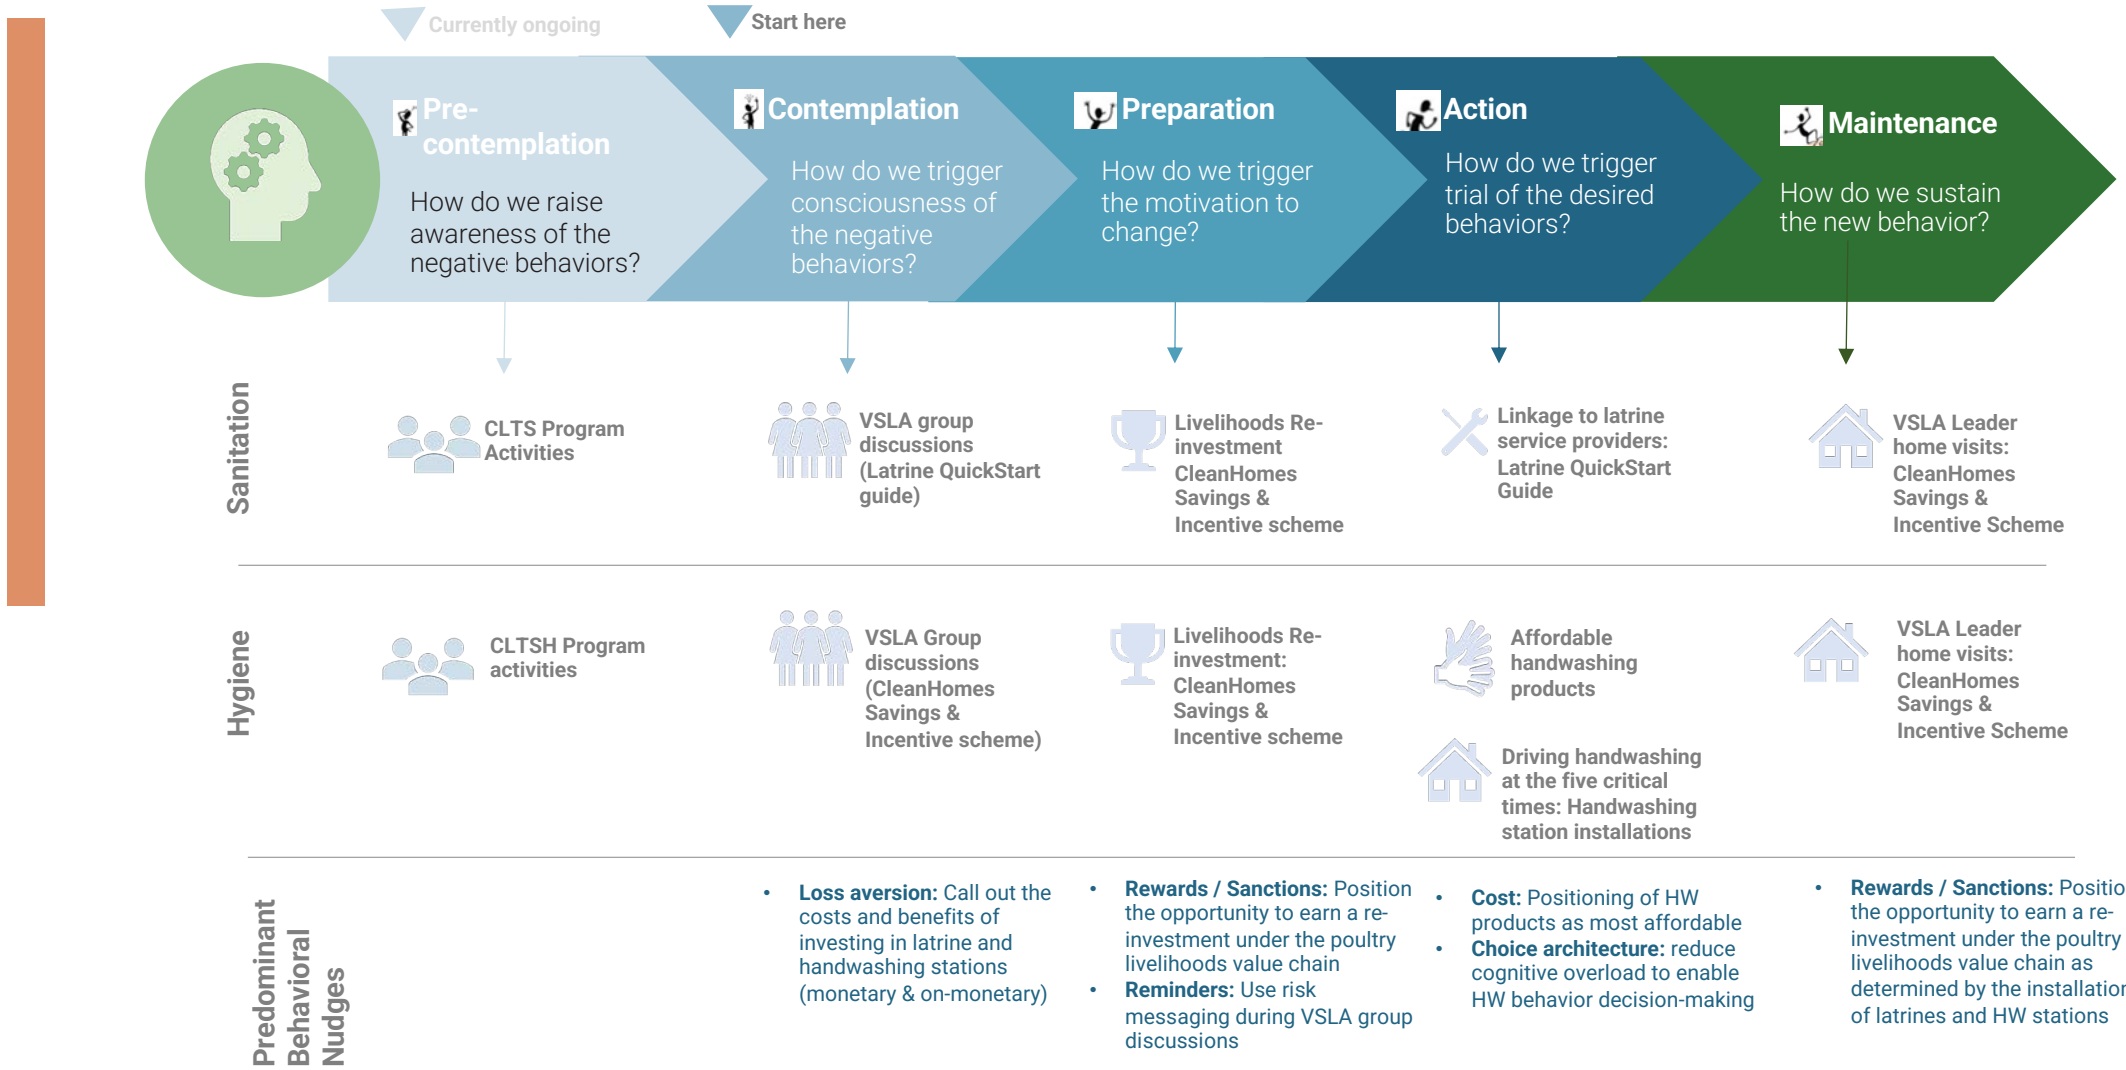 Currently ongoing
Start here
Pre-
contemplation
How do we raise
awareness of the
negative behaviors?
Contemplation
How do we trigger
consciousness of
the negative
behaviors?
Preparation
How do we trigger
the motivation to
change?
Action
How do we trigger
trial of the desired
behaviors?
Maintenance
How do we sustain
the new behavior?
Sanitation
CLTS Program
Activities
VSLA group
discussions
(Latrine QuickStart
guide)
Livelihoods Re-
investment
CleanHomes
Savings &
Incentive scheme
Linkage to latrine
service providers:
Latrine QuickStart
Guide
VSLA Leader
home visits:
CleanHomes
Savings &
Incentive Scheme
Hygiene
CLTSH Program
activities
VSLA Group
discussions
(CleanHomes
Savings &
Incentive scheme)
Livelihoods Re-
investment:
CleanHomes
Savings &
Incentive scheme
Affordable
handwashing
products
Driving handwashing
at the five critical
times: Handwashing
station installations
VSLA Leader
home visits:
CleanHomes
Savings &
Incentive Scheme
Predominant
Behavioral
Nudges
• Loss aversion: Call out the
costs and benefits of
investing in latrine and
handwashing stations
(monetary & on-monetary)
• Rewards / Sanctions: Position
the opportunity to earn a re-
investment under the poultry
livelihoods value chain
• Reminders: Use risk
messaging during VSLA group
discussions
• Cost: Positioning of HW
products as most affordable
• Choice architecture: reduce
cognitive overload to enable
HW behavior decision-making
• Rewards / Sanctions: Positio
the opportunity to earn a re-
investment under the poultry
livelihoods value chain as
determined by the installation
of latrines and HW stations